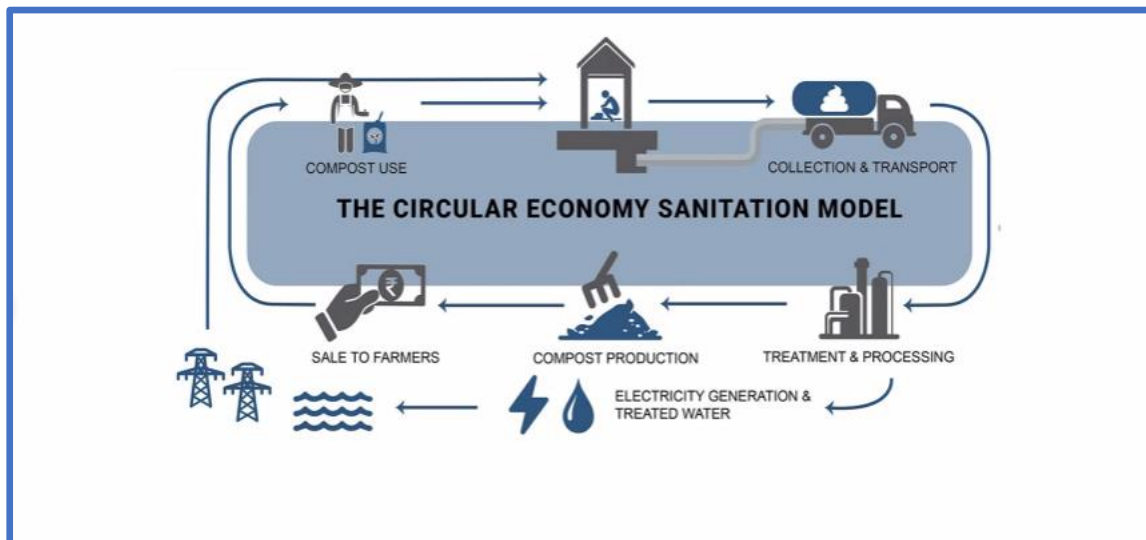 COMPOST USE
COLLECTION & TRANSPORT
THE CIRCULAR ECONOMY SANITATION MODEL
₹
SALE TO FARMERS
COMPOST PRODUCTION
TREATMENT & PROCESSING
ELECTRICITY GENERATION &
TREATED WATER